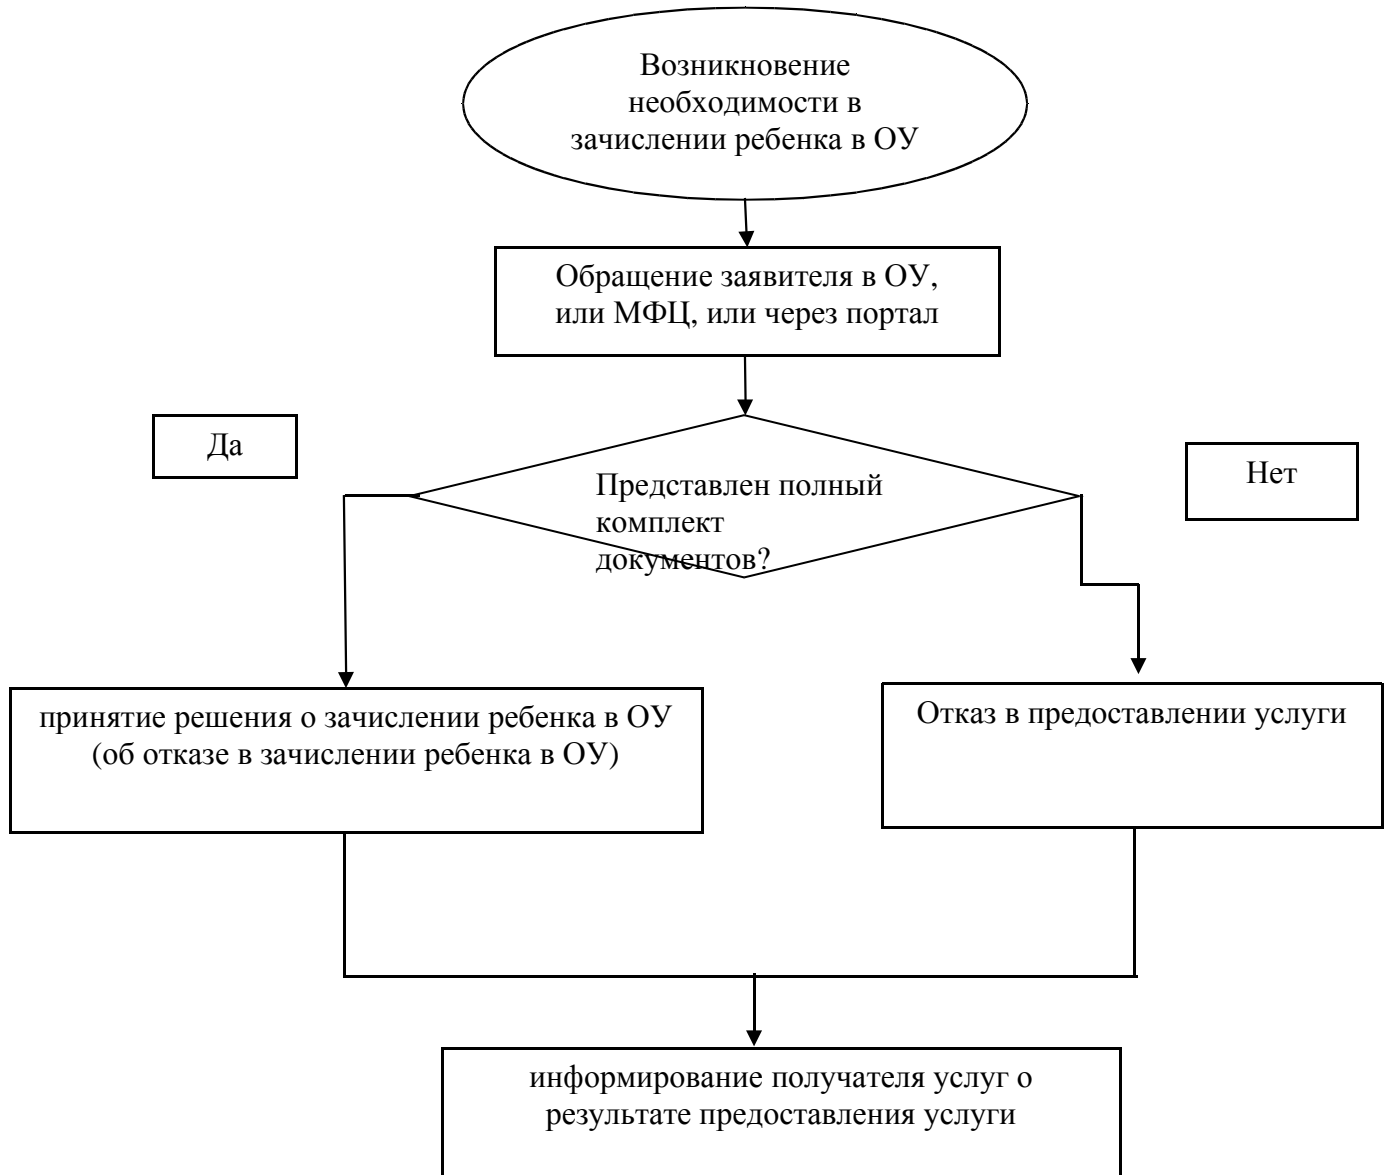 Возникновение
необходимости в
зачислении ребенка в ОУ
Обращение заявителя в ОУ,
или МФЦ, или через портал
Да
Нет
Представлен полный
комплект
документов?
принятие решения о зачислении ребенка в ОУ
(об отказе в зачислении ребенка в ОУ)
Отказ в предоставлении услуги
информирование получателя услуг о
результате предоставления услуги